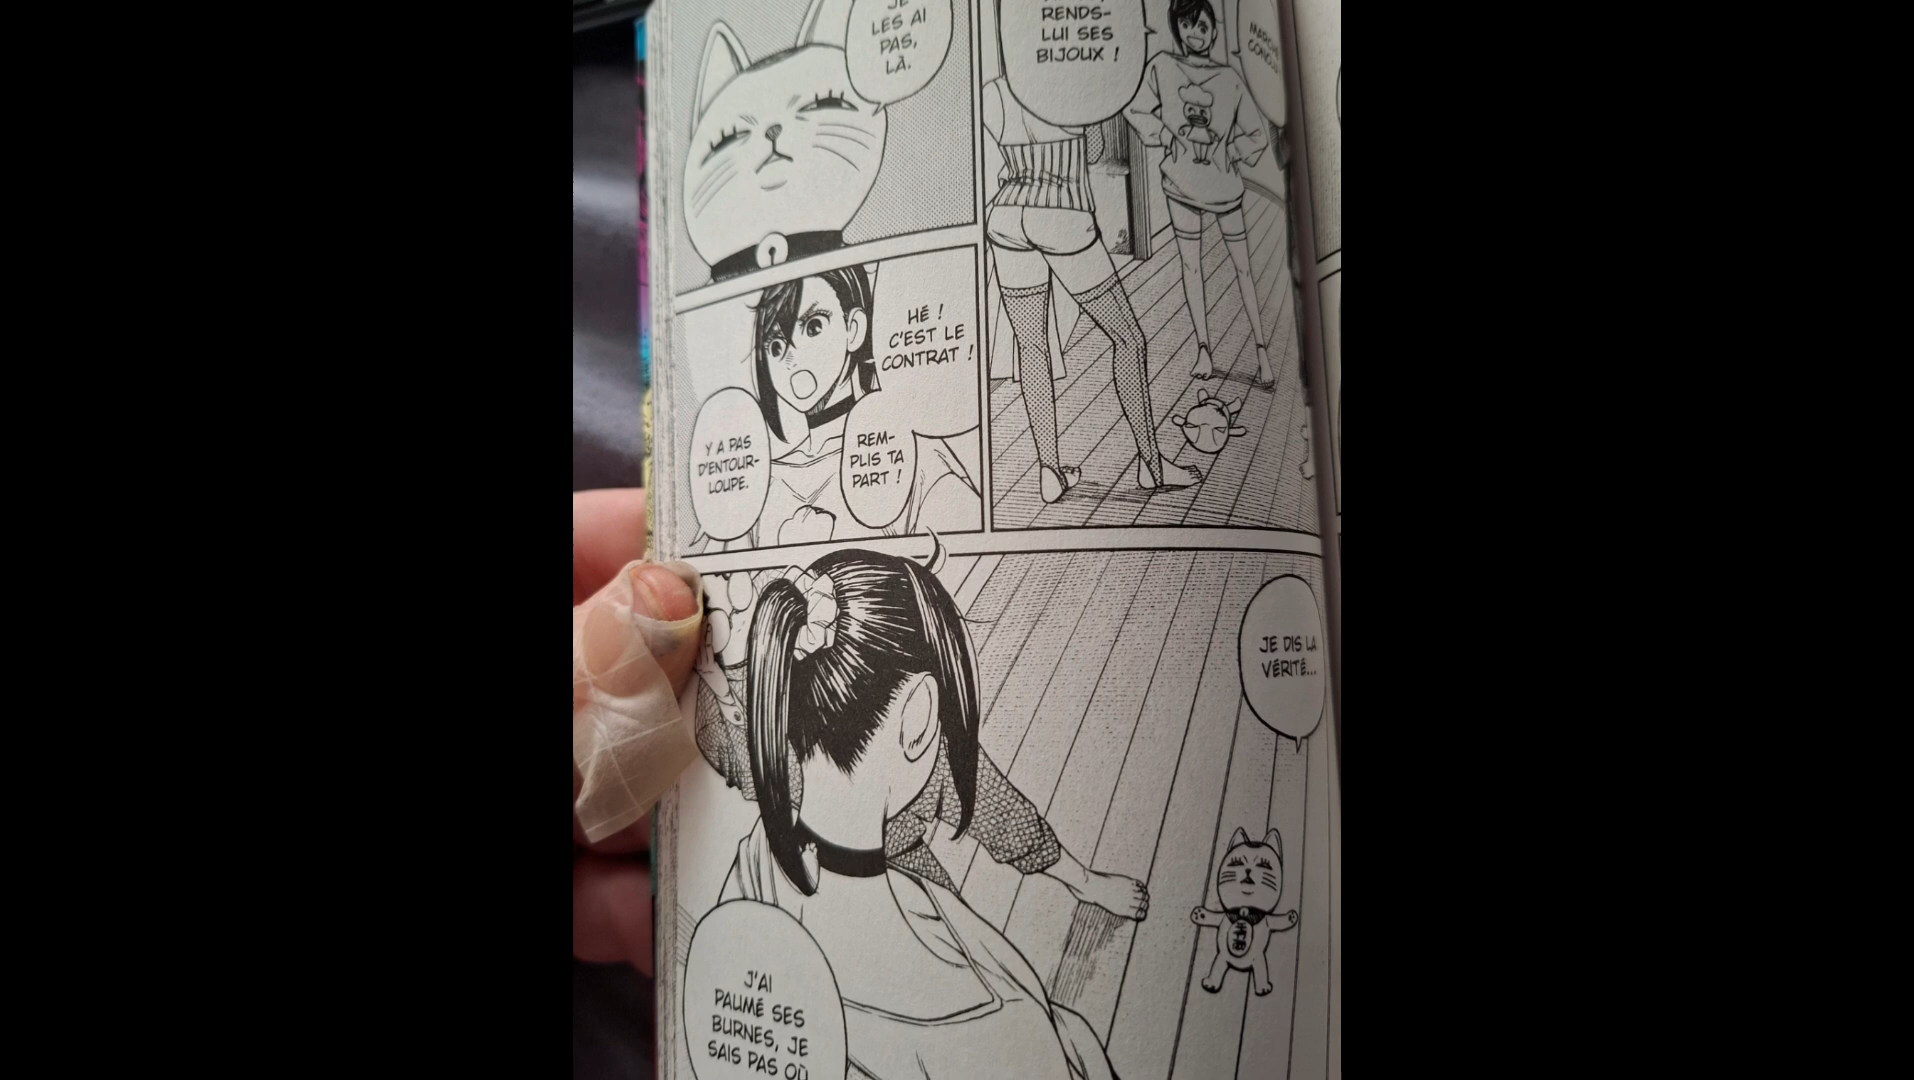 RENDS-
LUI SES
BIJOUX !
JE
LES AI
PAS,
LÀ.
HÉ !
C'EST LE
CONTRAT !
REM-
PLIS TA
PART !
Y A PAS
D'ENTOUR-
LOUPE.
JE DIS LA
VÉRITÉ...
J'AI
PAUMÉ SES
BURNES, JE
SAIS PAS OÙ